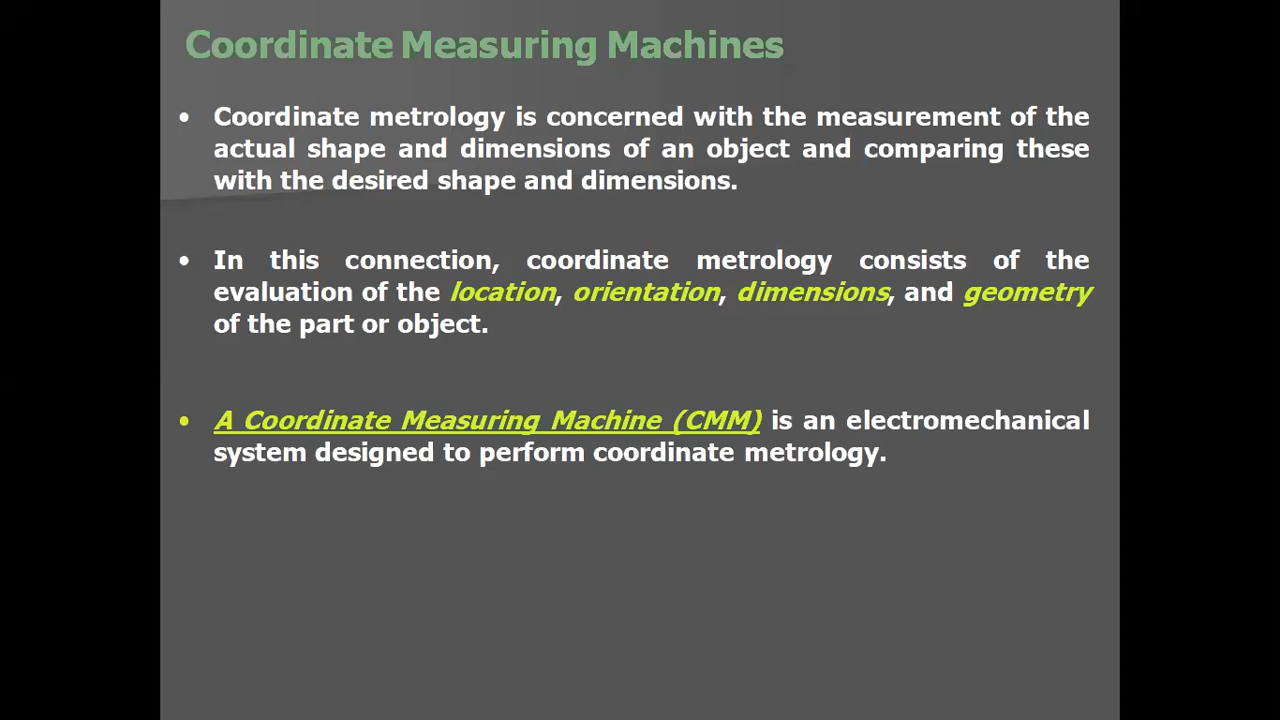 Coordinate Measuring Machines
• Coordinate metrology is concerned with the measurement of the
actual shape and dimensions of an object and comparing these
with the desired shape and dimensions.
• In this connection, coordinate metrology consists of the
evaluation of the location, orientation, dimensions, and geometry
of the part or object.
• A Coordinate Measuring Machine (CMM) is an electromechanical
system designed to perform coordinate metrology.